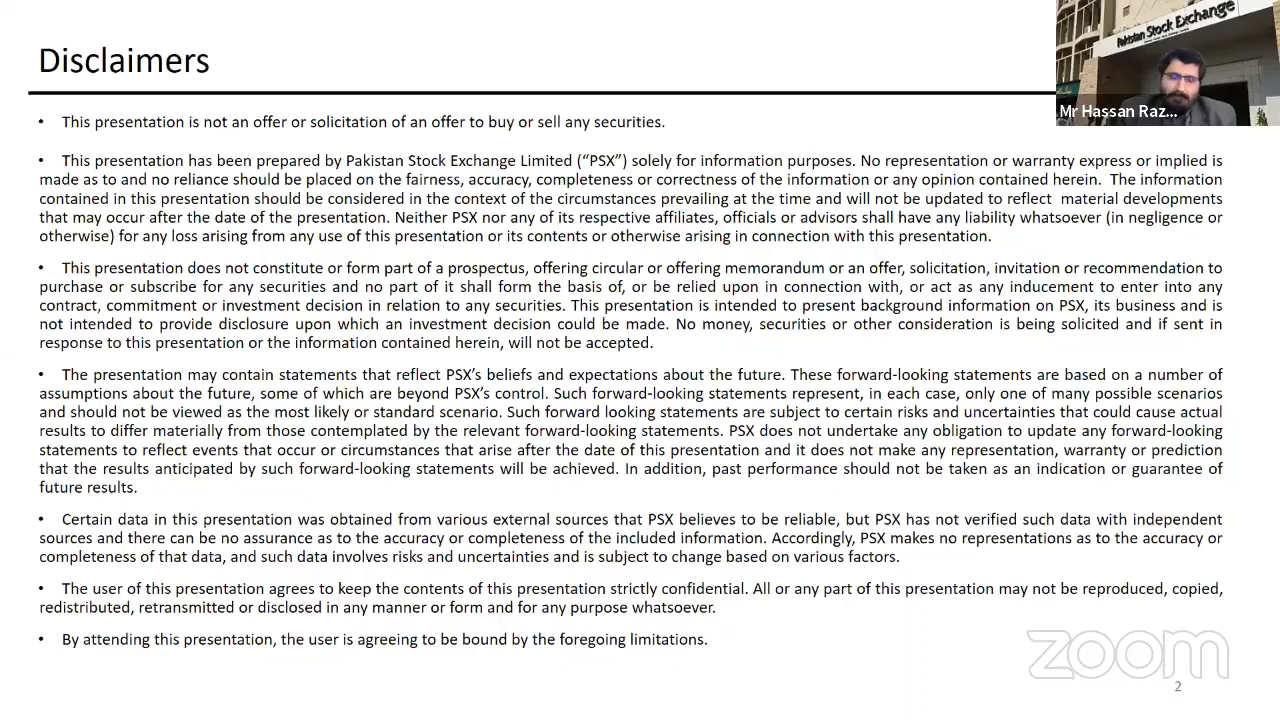 Disclaimers
Pakistan Stock Exchange
Mr Hassan Raz...
• This presentation is not an offer or solicitation of an offer to buy or sell any securities.
• This presentation has been prepared by Pakistan Stock Exchange Limited (“PSX”) solely for information purposes. No representation or warranty express or implied is
made as to and no reliance should be placed on the fairness, accuracy, completeness or correctness of the information or any opinion contained herein. The information
contained in this presentation should be considered in the context of the circumstances prevailing at the time and will not be updated to reflect material developments
that may occur after the date of the presentation. Neither PSX nor any of its respective affiliates, officials or advisors shall have any liability whatsoever (in negligence or
otherwise) for any loss arising from any use of this presentation or its contents or otherwise arising in connection with this presentation.
• This presentation does not constitute or form part of a prospectus, offering circular or offering memorandum or an offer, solicitation, invitation or recommendation to
purchase or subscribe for any securities and no part of it shall form the basis of, or be relied upon in connection with, or act as any inducement to enter into any
contract, commitment or investment decision in relation to any securities. This presentation is intended to present background information on PSX, its business and is
not intended to provide disclosure upon which an investment decision could be made. No money, securities or other consideration is being solicited and if sent in
response to this presentation or the information contained herein, will not be accepted.
• The presentation may contain statements that reflect PSX’s beliefs and expectations about the future. These forward-looking statements are based on a number of
assumptions about the future, some of which are beyond PSX’s control. Such forward-looking statements represent, in each case, only one of many possible scenarios
and should not be viewed as the most likely or standard scenario. Such forward looking statements are subject to certain risks and uncertainties that could cause actual
results to differ materially from those contemplated by the relevant forward-looking statements. PSX does not undertake any obligation to update any forward-looking
statements to reflect events that occur or circumstances that arise after the date of this presentation and it does not make any representation, warranty or prediction
that the results anticipated by such forward-looking statements will be achieved. In addition, past performance should not be taken as an indication or guarantee of
future results.
• Certain data in this presentation was obtained from various external sources that PSX believes to be reliable, but PSX has not verified such data with independent
sources and there can be no assurance as to the accuracy or completeness of the included information. Accordingly, PSX makes no representations as to the accuracy or
completeness of that data, and such data involves risks and uncertainties and is subject to change based on various factors.
• The user of this presentation agrees to keep the contents of this presentation strictly confidential. All or any part of this presentation may not be reproduced, copied,
redistributed, retransmitted or disclosed in any manner or form and for any purpose whatsoever.
• By attending this presentation, the user is agreeing to be bound by the foregoing limitations.
zoom
2